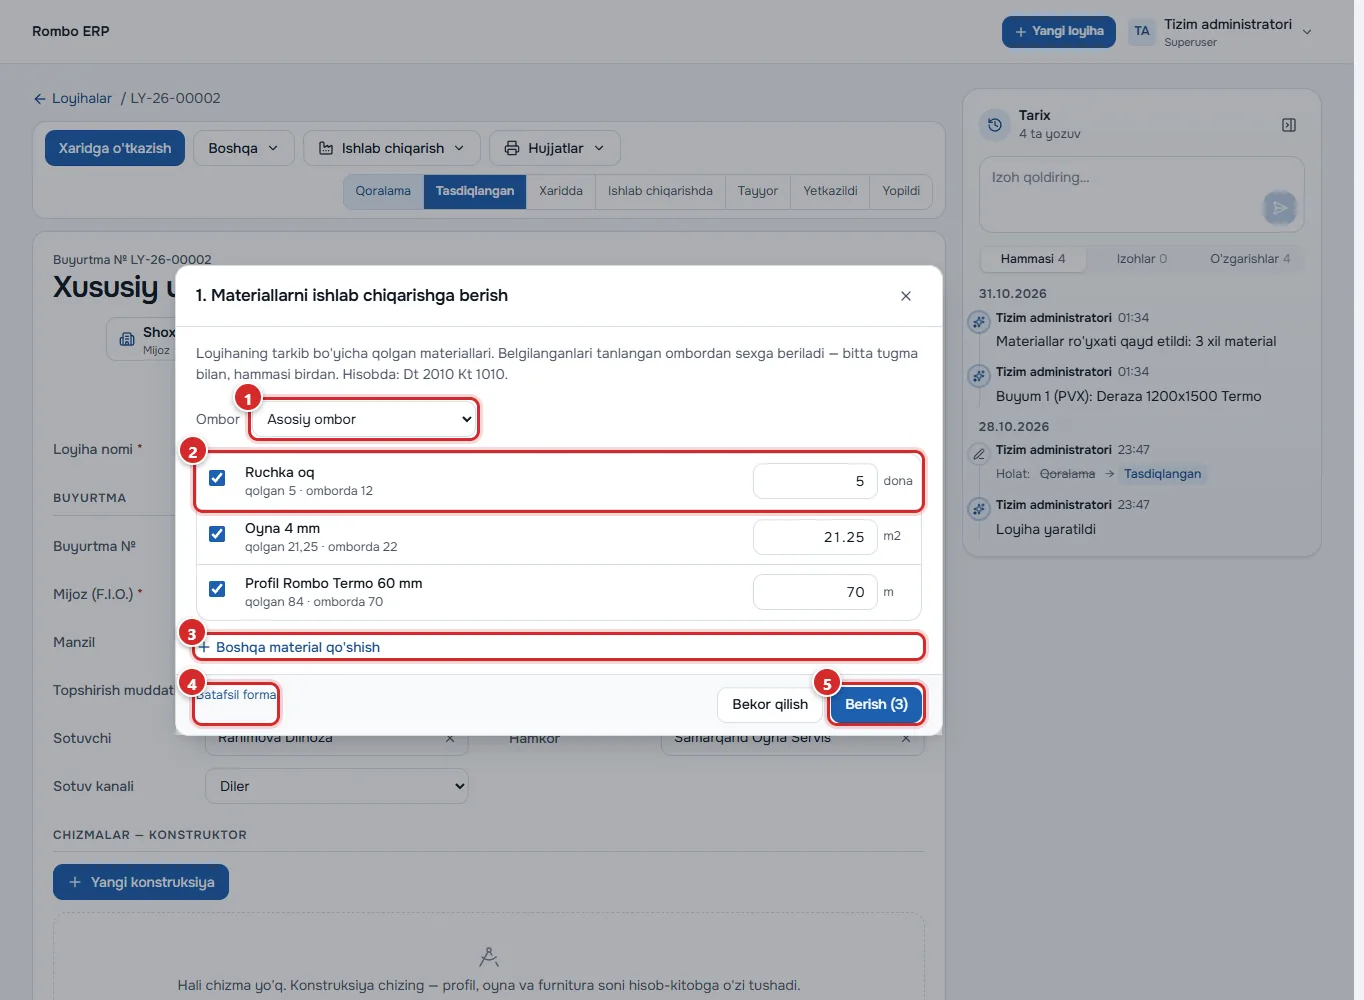 Rombo ERP
+ Yangi loyiha
TA
Tizim administratori
Superuser
← Loyihalar / LY-26-00002
Xaridga o'tkazish
Boshqa
Ishlab chiqarish
Hujjatlar
Qoralama
Tasdiqlangan
Xaridda
Ishlab chiqarishda
Tayyor
Yetkazildi
Yopildi
Buyurtma № LY-26-00002
Xususiy
Shox
Mijoz
Loyiha nomi *
BUYURTMA
Buyurtma №
Mijoz (F.I.O.) *
Manzil
Topshirish muddat
1. Materiallarni ishlab chiqarishga berish
Loyihaning tarkib bo'yicha qolgan materiallari. Belgilanganlari tanlangan ombordan sexga beriladi — bitta tugma
bilan, hammasi birdan. Hisobda: Dt 2010 Kt 1010.
1
Ombor
Asosiy ombor
2
Ruchka oq
qolgan 5 · omborda 12
5 dona
Oyna 4 mm
qolgan 21,25 · omborda 22
21.25 m2
Profil Rombo Termo 60 mm
qolgan 84 · omborda 70
70 m
3
+ Boshqa material qo'shish
4
Batafsil forma
Bekor qilish
5
Berish (3)
Sotuvchi
Rahimova Dilnoza
Hamkor
Samarqand Oyna Servis
Sotuv kanali
Diler
CHIZMALAR — KONSTRUKTOR
+ Yangi konstruksiya
Hali chizma yo'q. Konstruksiya chizing — profil, oyna va furnitura soni hisob-kitobga o'zi tushadi.
Tarix
4 ta yozuv
Izoh qoldiring...
Hammasi 4
Izohlar 0
O'zgarishlar 4
31.10.2026
Tizim administratori 01:34
Materiallar ro'yxati qayd etildi: 3 xil material
Tizim administratori 01:34
Buyum 1 (PVX): Deraza 1200x1500 Termo
28.10.2026
Tizim administratori 23:47
Holat: Qoralama → Tasdiqlangan
Tizim administratori 23:47
Loyiha yaratildi